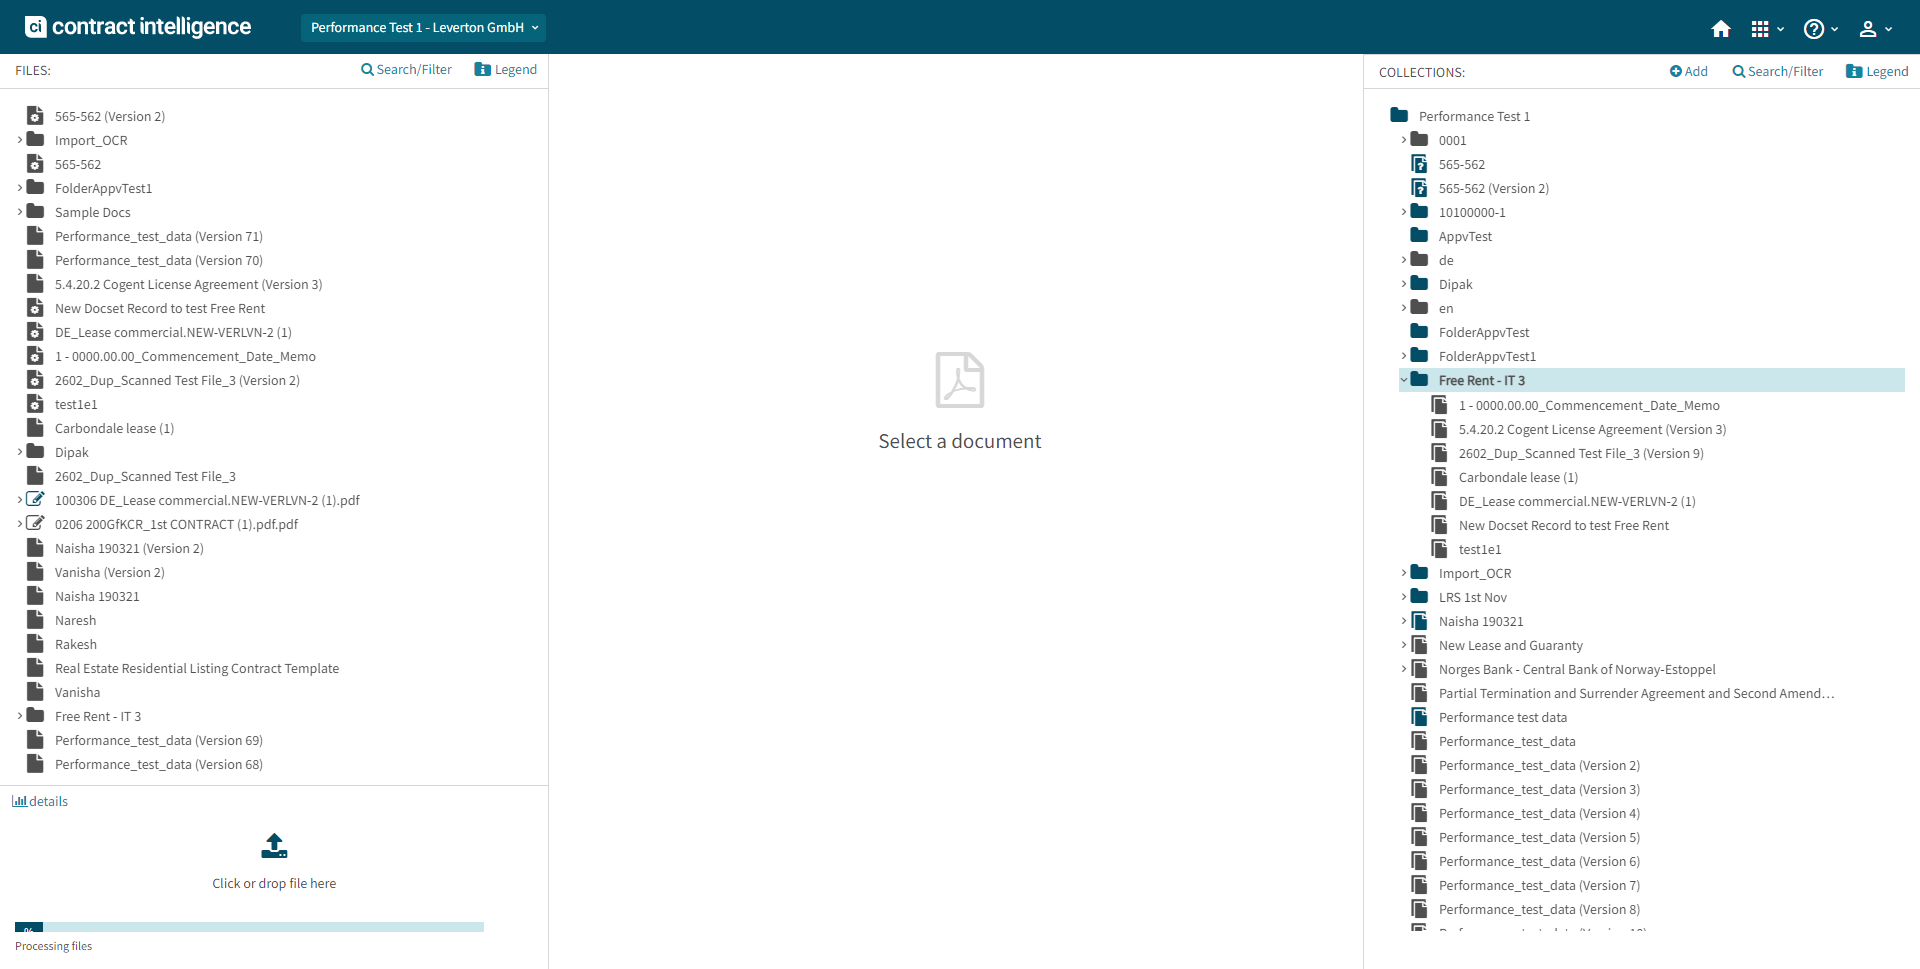 ci contract intelligence
Performance Test 1 - Leverton GmbH
FILES:
Search/Filter
Legend
565-562 (Version 2)
Import_OCR
565-562
FolderAppvTest1
Sample Docs
Performance_test_data (Version 71)
Performance_test_data (Version 70)
5.4.20.2 Cogent License Agreement (Version 3)
New Docset Record to test Free Rent
DE_Lease commercial.NEW-VERLVN-2 (1)
1 - 0000.00.00_Commencement_Date_Memo
2602_Dup_Scanned Test File_3 (Version 2)
test1e1
Carbondale lease (1)
Dipak
2602_Dup_Scanned Test File_3
100306 DE_Lease commercial.NEW-VERLVN-2 (1).pdf
0206 200GfKCR_1st CONTRACT (1).pdf.pdf
Naisha 190321 (Version 2)
Vanisha (Version 2)
Naisha 190321
Naresh
Rakesh
Real Estate Residential Listing Contract Template
Vanisha
Free Rent - IT 3
Performance_test_data (Version 69)
Performance_test_data (Version 68)
details
Click or drop file here
%
Processing files
Select a document
COLLECTIONS:
Add
Search/Filter
Legend
Performance Test 1
0001
565-562
565-562 (Version 2)
10100000-1
AppvTest
de
Dipak
en
FolderAppvTest
FolderAppvTest1
Free Rent - IT 3
1 - 0000.00.00_Commencement_Date_Memo
5.4.20.2 Cogent License Agreement (Version 3)
2602_Dup_Scanned Test File_3 (Version 9)
Carbondale lease (1)
DE_Lease commercial.NEW-VERLVN-2 (1)
New Docset Record to test Free Rent
test1e1
Import_OCR
LRS 1st Nov
Naisha 190321
New Lease and Guaranty
Norges Bank - Central Bank of Norway-Estoppel
Partial Termination and Surrender Agreement and Second Amend...
Performance test data
Performance_test_data
Performance_test_data (Version 2)
Performance_test_data (Version 3)
Performance_test_data (Version 4)
Performance_test_data (Version 5)
Performance_test_data (Version 6)
Performance_test_data (Version 7)
Performance_test_data (Version 8)